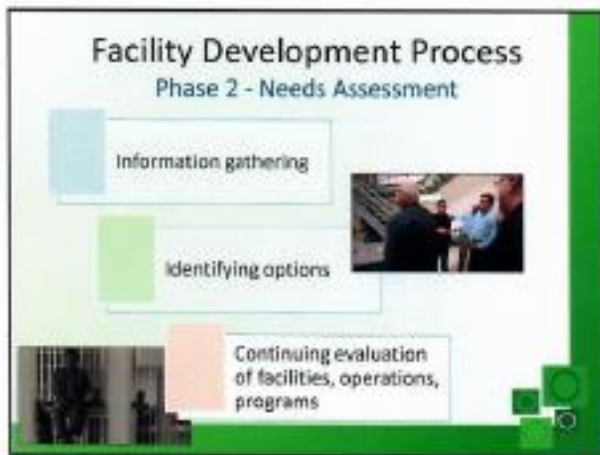 Facility Development Process
Phase 2 - Needs Assessment
Information gathering
Identifying options
Continuing evaluation
of facilities, operations,
programs